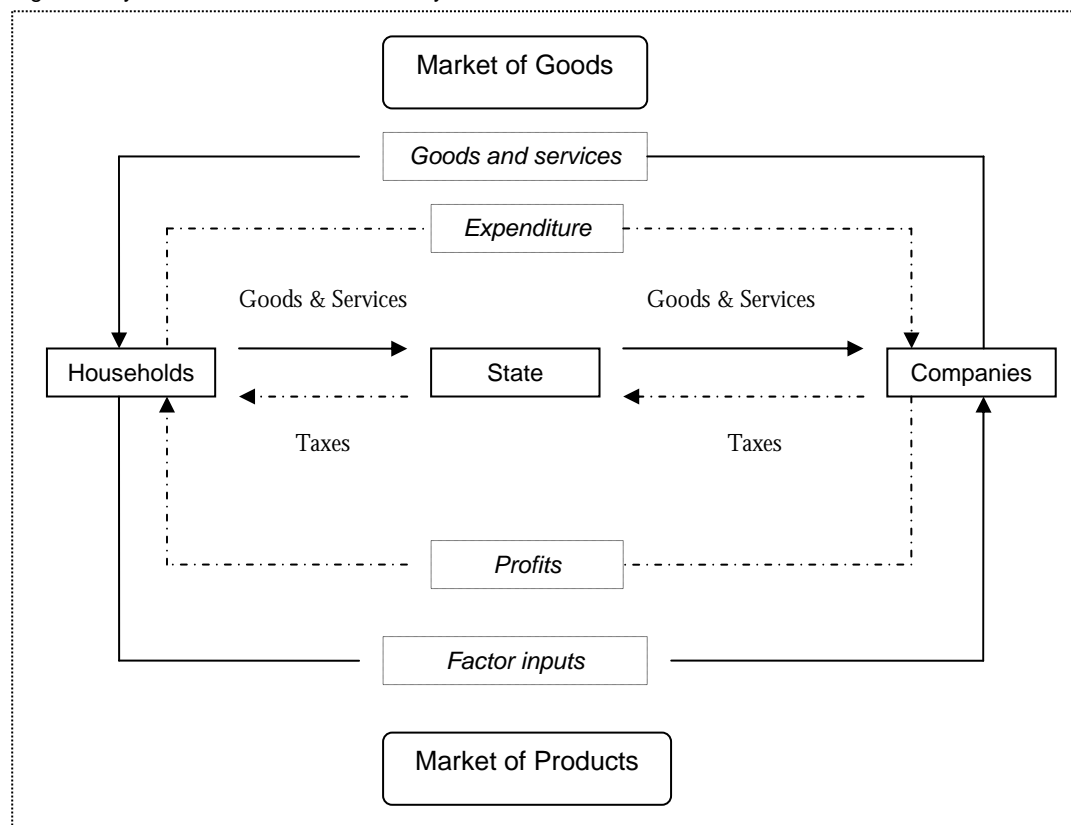 Market of Goods
Goods and services
Expenditure
Goods & Services
Goods & Services
Households
State
Companies
Taxes
Taxes
Profits
Factor inputs
Market of Products